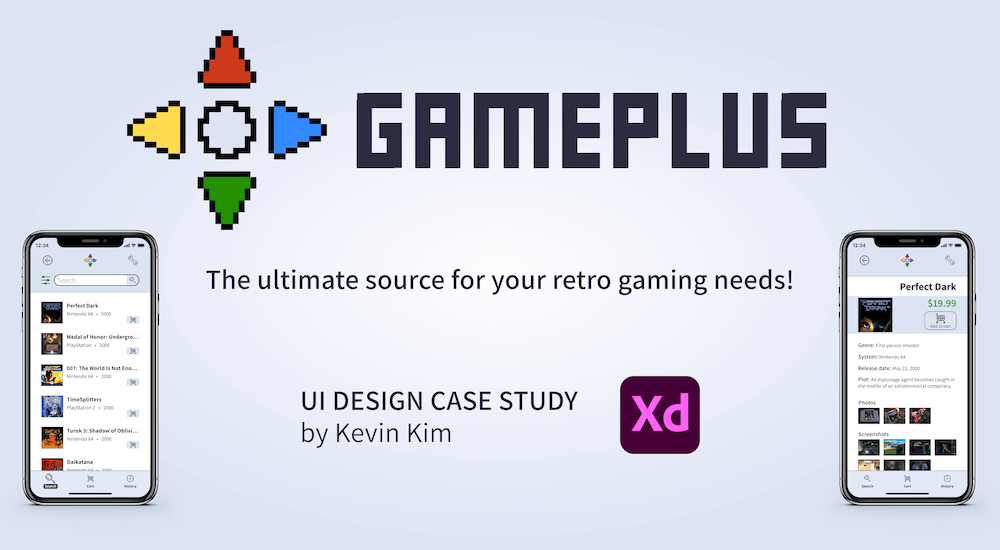 GAMEPLUS
The ultimate source for your retro gaming needs!
UI DESIGN CASE STUDY
by Kevin Kim
Xd
12:34
Search
Perfect Dark
Nintendo 64 • 2000
Medal of Honor: Undergro...
PlayStation • 2000
007: The World Is Not Eno...
Nintendo 64 • 2000
TimeSplitters
PlayStation 2 • 2000
Turok 3: Shadow of Oblivi...
Nintendo 64 • 2000
Daikatana
Nintendo 64 • 2000
Search
Cart
History
12:34
Perfect Dark
$19.99
PERFECT DARK
Add to cart
Genre: First person shooter
System: Nintendo 64
Release date: May 22, 2000
Plot: An espionage agent becomes caught in
the middle of an extraterrestrial conspiracy.
Photos
Screenshots
Search
Cart
History